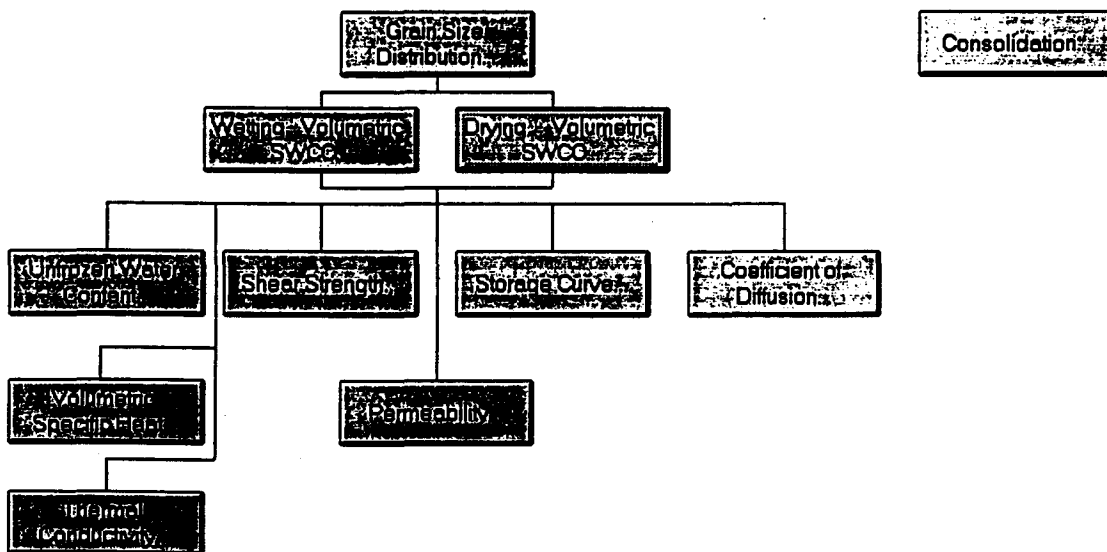 Grain Size
Distribution
Consolidation
Wetting - Volumetric
SWCC
Drying - Volumetric
SWCC
Unfrozen Water
Content
Shear Strength
Storage Curve
Coefficient of
Diffusion
Volumetric
Specific Heat
Permeability
Thermal
Conductivity